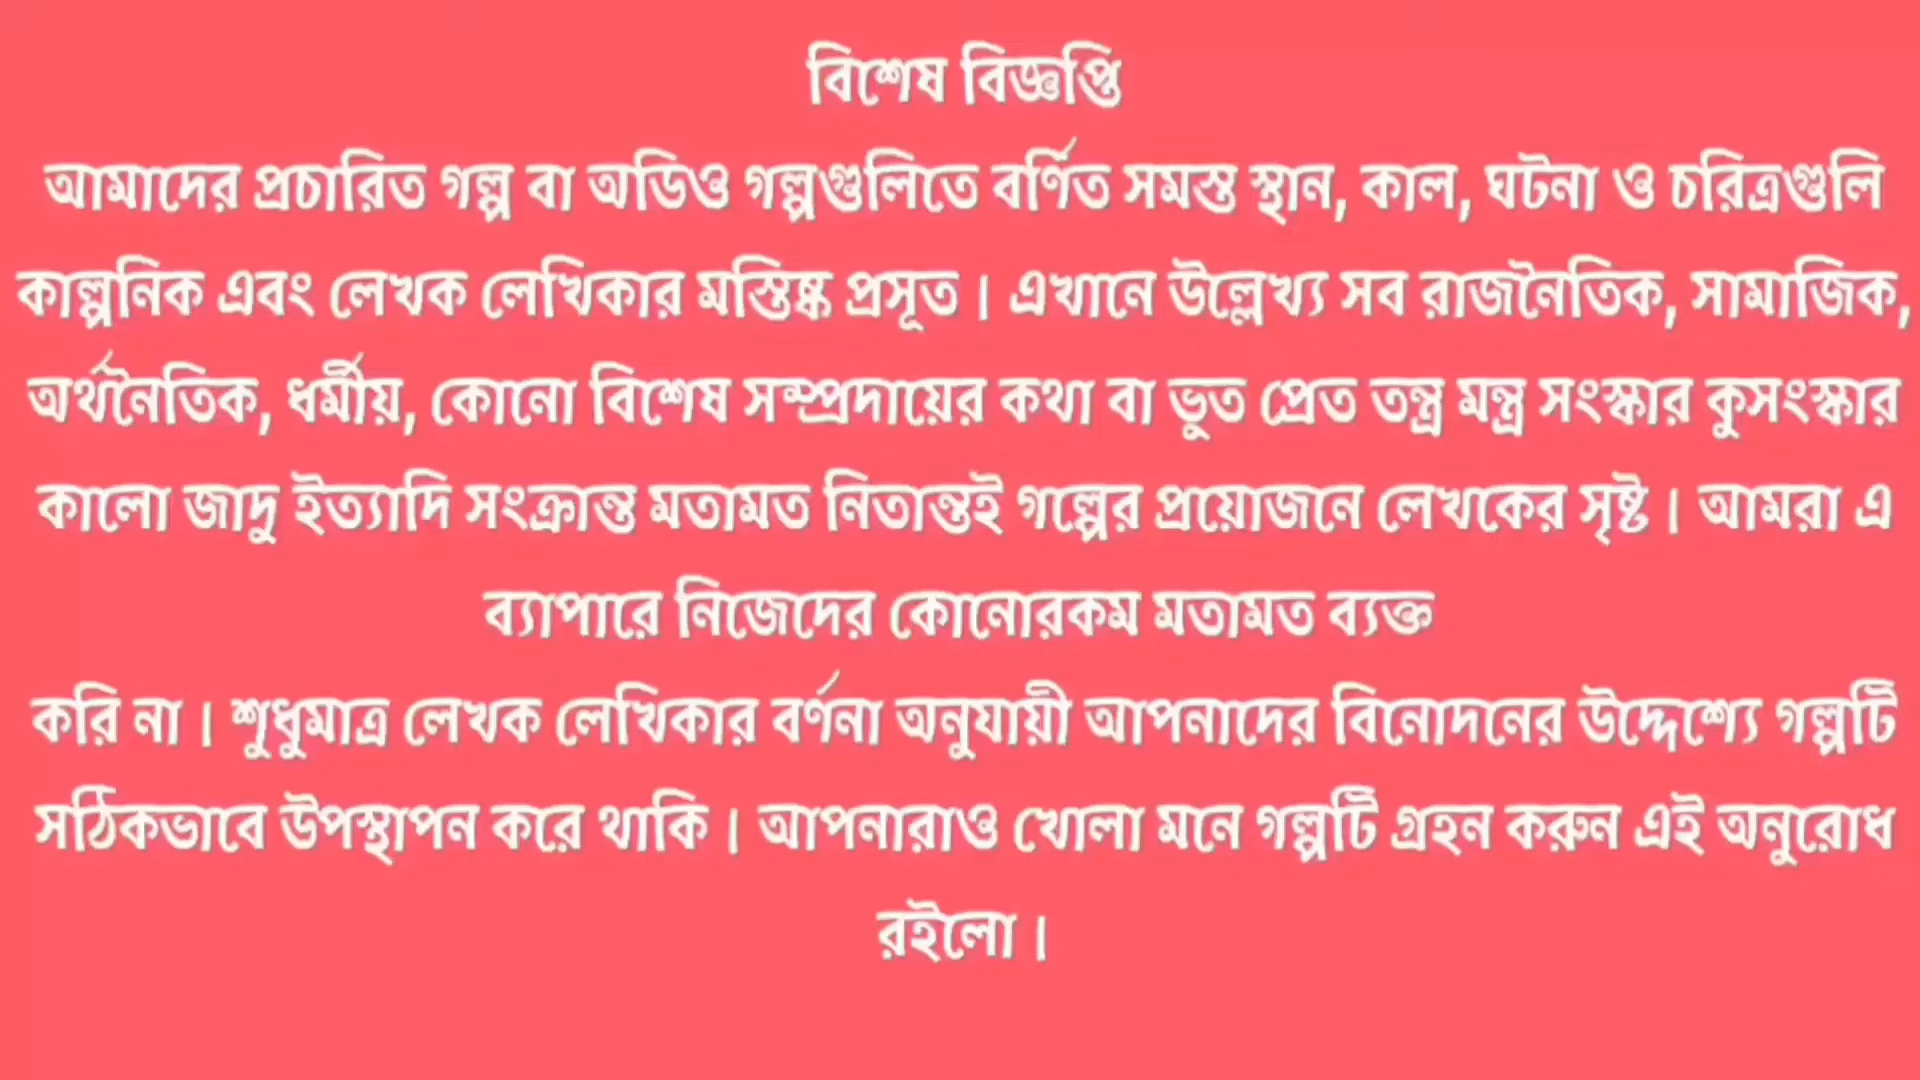 বিশেষ বিজ্ঞপ্তি
আমাদের প্রচারিত গল্প বা অডিও গল্পগুলিতে বর্ণিত সমস্ত স্থান, কাল, ঘটনা ও চরিত্রগুলি
কাল্পনিক এবং লেখক লেখিকার মস্তিষ্ক প্রসূত । এখানে উল্লেখ্য সব রাজনৈতিক, সামাজিক,
অর্থনৈতিক, ধর্মীয়, কোনো বিশেষ সম্প্রদায়ের কথা বা ভুত প্রেত তন্ত্র মন্ত্র সংস্কার কুসংস্কার
কালো জাদু ইত্যাদি সংক্রান্ত মতামত নিতান্তই গল্পের প্রয়োজনে লেখকের সৃষ্ট । আমরা এ
ব্যাপারে নিজেদের কোনোরকম মতামত ব্যক্ত
করি না । শুধুমাত্র লেখক লেখিকার বর্ণনা অনুযায়ী আপনাদের বিনোদনের উদ্দেশ্যে গল্পটি
সঠিকভাবে উপস্থাপন করে থাকি । আপনারাও খোলা মনে গল্পটি গ্রহন করুন এই অনুরোধ
রইলো ।